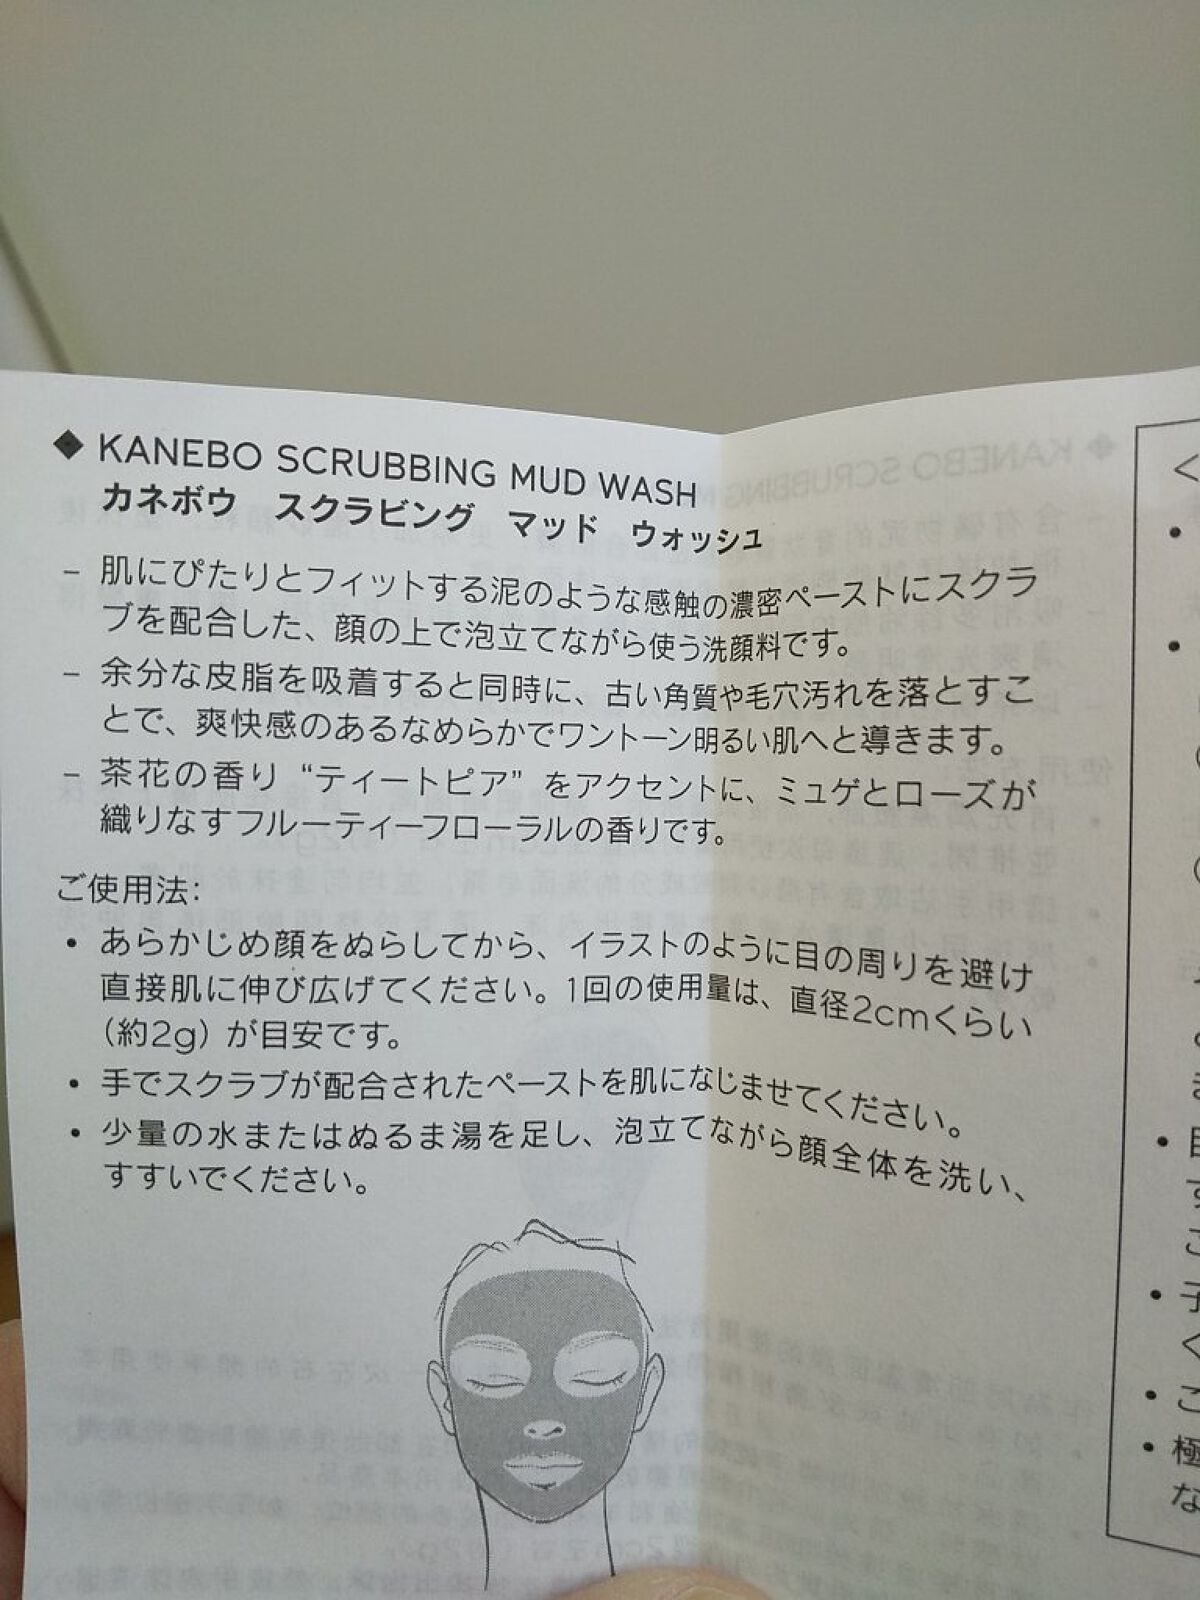 ◆ KANEBO SCRUBBING MUD WASH
カネボウ スクラビング マッド ウォッシュ
– 肌にぴたりとフィットする泥のような感触の濃密ペーストにスクラ
ブを配合した、顔の上で泡立てながら使う洗顔料です。
– 余分な皮脂を吸着すると同時に、古い角質や毛穴汚れを落とすこ
とで、爽快感のあるなめらかでワントーン明るい肌へと導きます。
– 茶花の香り “ティートピア” をアクセントに、ミュゲとローズが
織りなすフルーティーフローラルの香りです。
ご使用法:
• あらかじめ顔をぬらしてから、イラストのように目の周りを避け
直接肌に伸び広げてください。1回の使用量は、直径2cmくらい
(約2g) が目安です。
• 手でスクラブが配合されたペーストを肌になじませてください。
• 少量の水またはぬるま湯を足し、泡立てながら顔全体を洗い、
すすいでください。